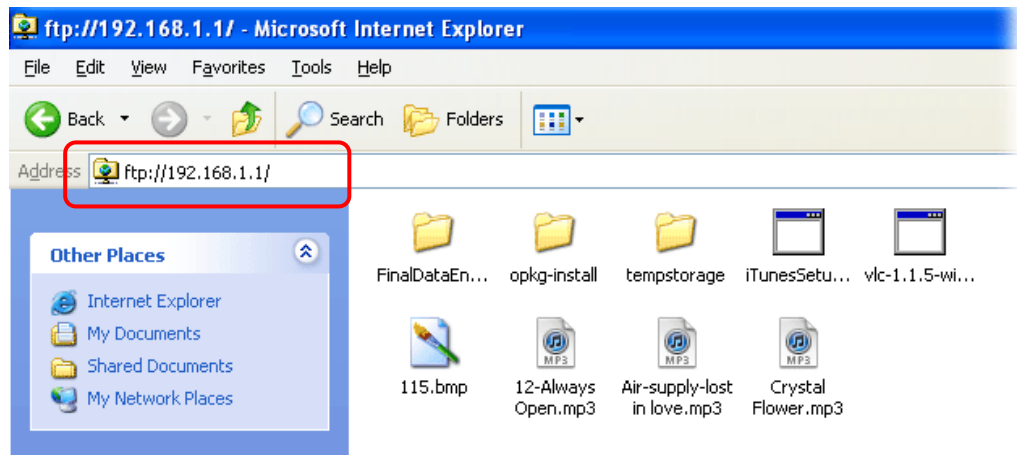 ftp://192.168.1.1/ - Microsoft Internet Explorer
File Edit View Favorites Tools Help
Back Search Folders
Address ftp://192.168.1.1/
Other Places
Internet Explorer
My Documents
Shared Documents
My Network Places
FinalDataEn... opkg-install tempstorage iTunesSetu... vlc-1.1.5-wi...
MP3 MP3 MP3
115.bmp 12-Always Air-supply-lost Crystal
Open.mp3 in love.mp3 Flower.mp3